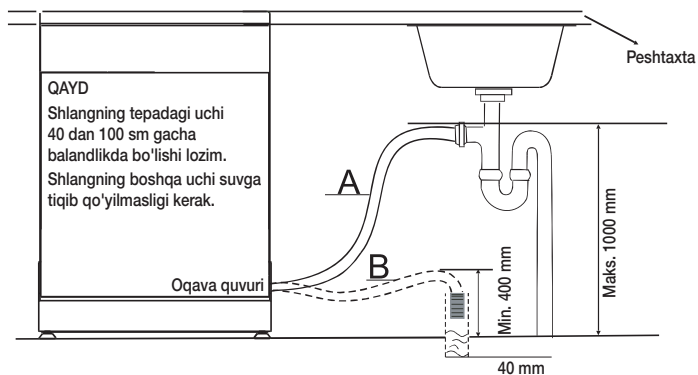 Peshtaxta
QAYD
Shlangning tepadagi uchi
40 dan 100 sm gacha
balandlikda bo'lishi lozim.
Shlangning boshqa uchi suvga
tiqib qo'yilmasligi kerak.
A
B
Oqava quvuri
Min. 400 mm
Maks. 1000 mm
40 mm